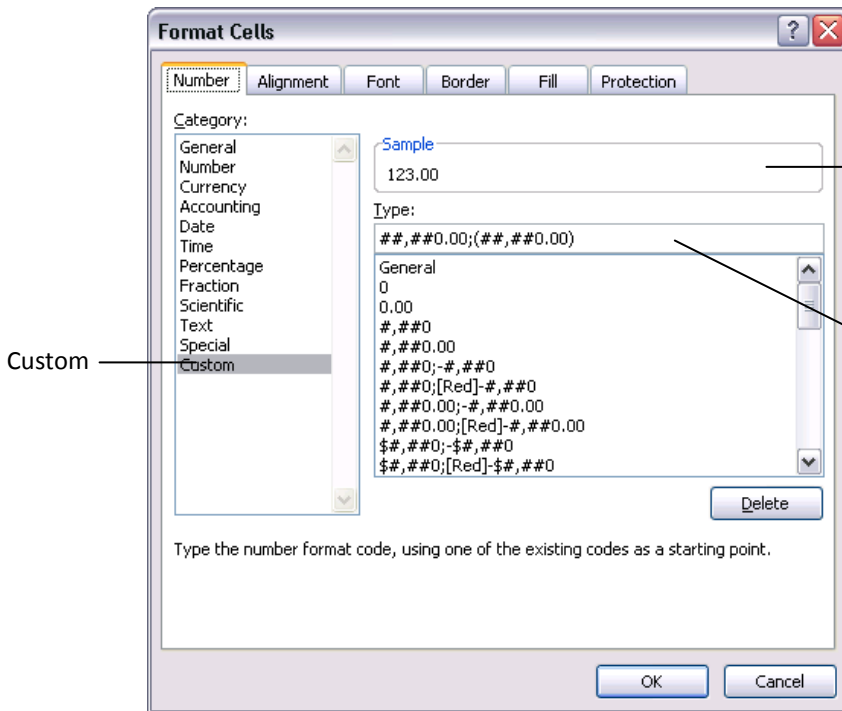 Format Cells
Number Alignment Font Border Fill Protection
Category:
General
Number
Currency
Accounting
Date
Time
Percentage
Fraction
Scientific
Text
Special
Custom
Sample
123.00
Type:
##,##0.00;(##,##0.00)
General
0
0.00
#,##0
#,##0.00
#,##0;-#,##0
#,##0;[Red]-#,##0
#,##0.00;-#,##0.00
#,##0.00;[Red]-#,##0.00
$#,##0;-$#,##0
$#,##0;[Red]-$#,##0
Custom
Delete
Type the number format code, using one of the existing codes as a starting point.
OK Cancel